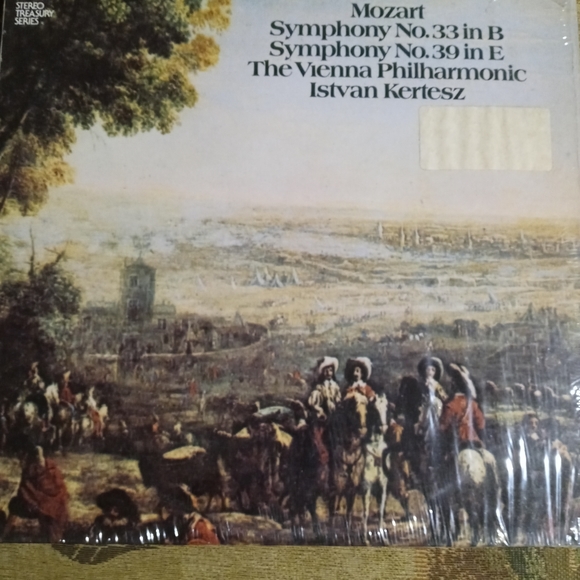 STEREO
TREASURY
SERIES
Mozart
Symphony No.33 in B
Symphony No.39 in E
The Vienna Philharmonic
Istvan Kertesz